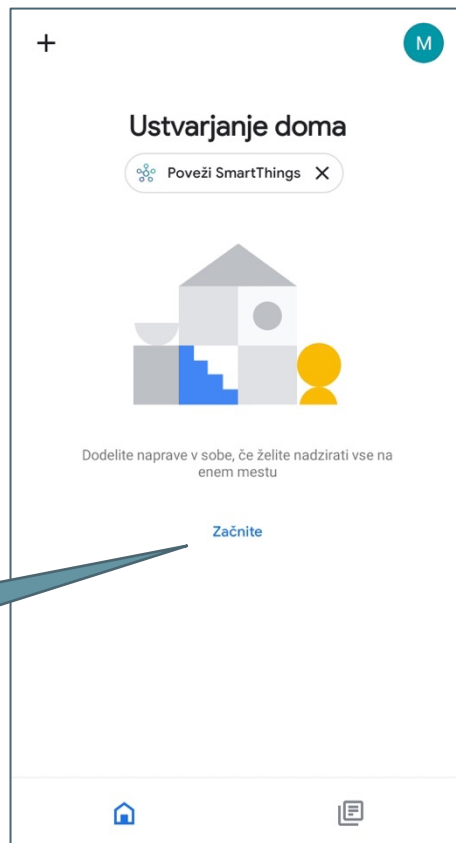 M
Ustvarjanje doma
Poveži SmartThings
Dodelite naprave v sobe, če želite nadzirati vse na
enem mestu
Začnite